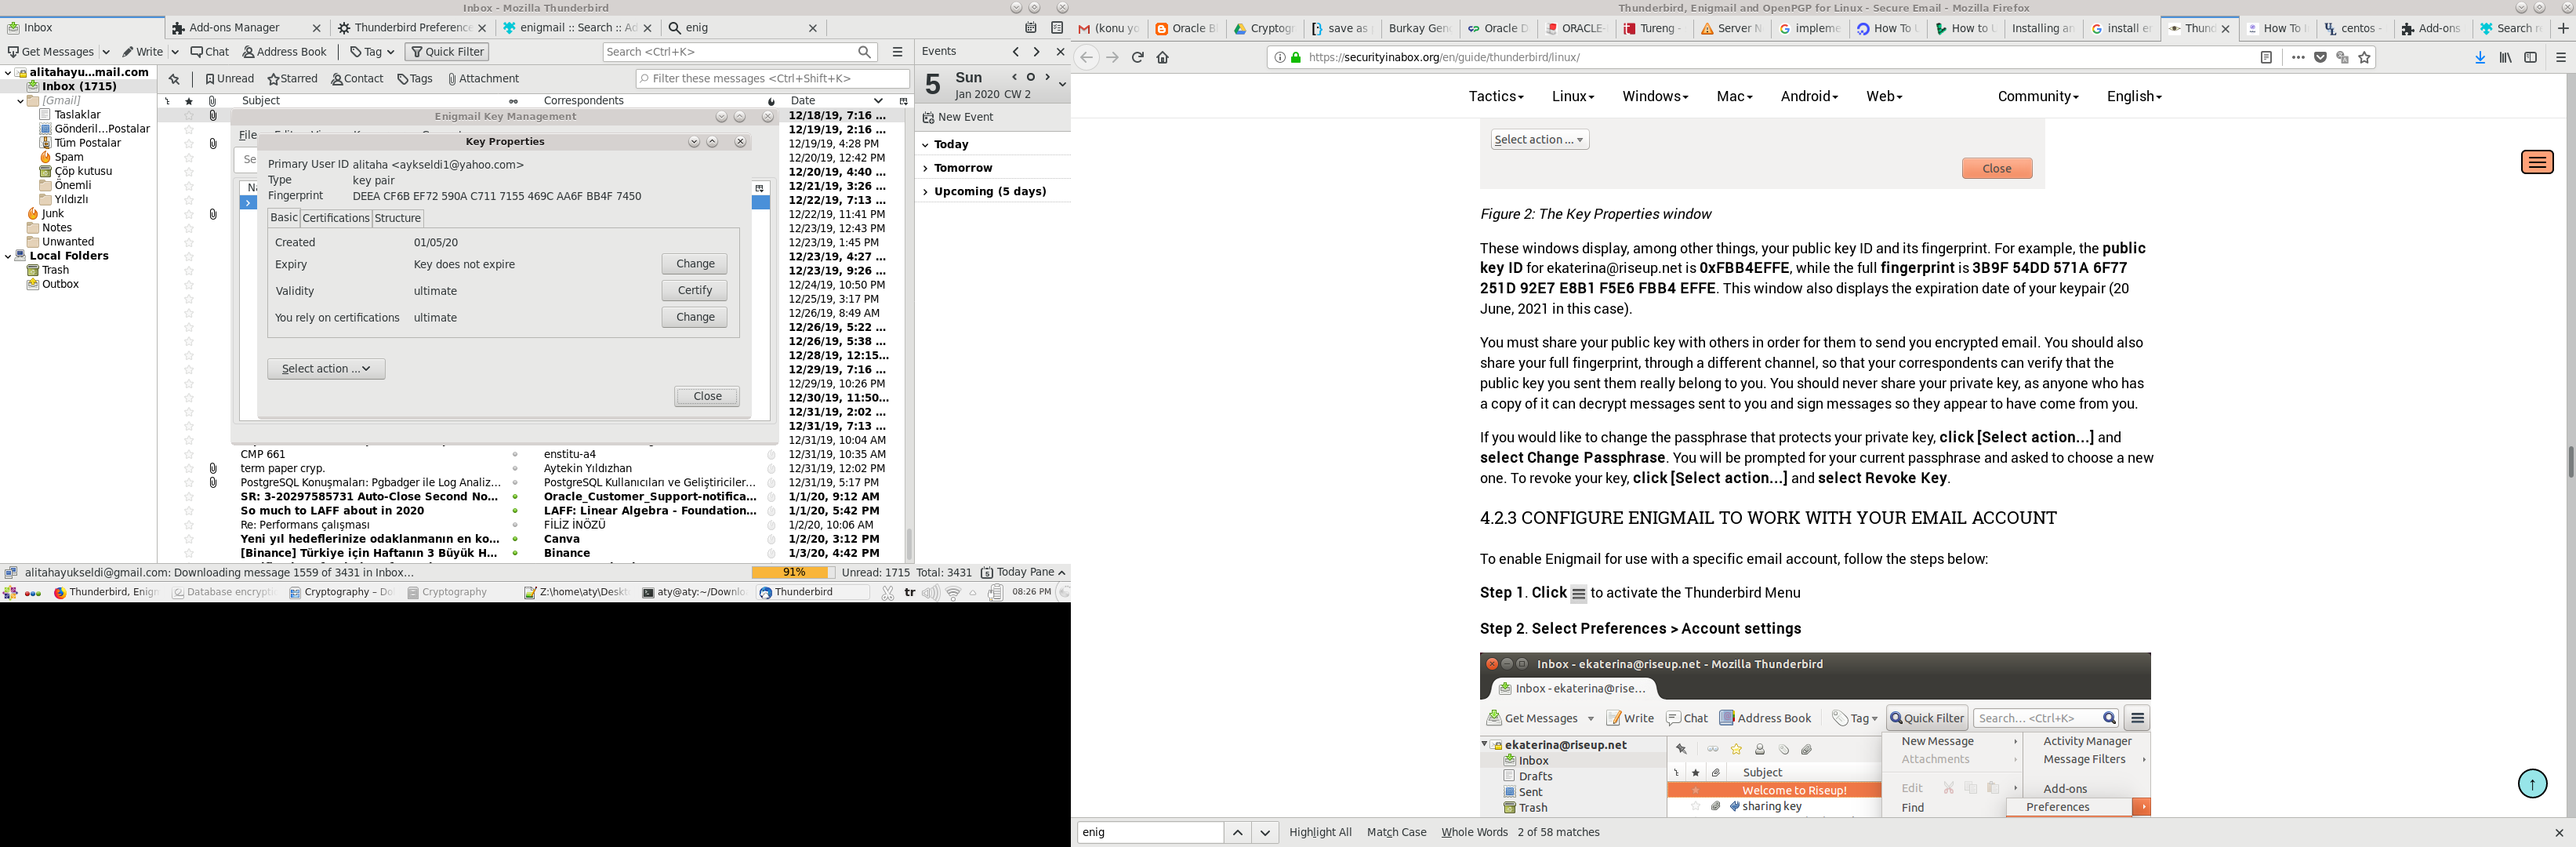 Inbox - Mozilla Thunderbird
Inbox
Add-ons Manager
Thunderbird Preference
enigmail :: Search :: Ad
enig
Get Messages
Write
Chat
Address Book
Tag
Quick Filter
Search <Ctrl+K>
Unread
Starred
Contact
Tags
Attachment
Filter these messages <Ctrl+Shift+K>
alitahayu...mail.com
Inbox (1715)
[Gmail]
Taslaklar
Gönderil...Postalar
Tüm Postalar
Spam
Çöp kutusu
Önemli
Yıldızlı
Junk
Notes
Unwanted
Local Folders
Trash
Outbox
Subject
Correspondents
Date
Enigmail Key Management
File
Key Properties
Primary User ID alitaha <aykseldi1@yahoo.com>
Type key pair
Fingerprint DEEA CF6B EF72 590A C711 7155 469C AA6F BB4F 7450
Basic
Certifications
Structure
Created 01/05/20
Expiry Key does not expire
Change
Validity ultimate
Certify
You rely on certifications ultimate
Change
Select action ...
Close
12/18/19, 7:16 ...
12/19/19, 2:16 ...
12/19/19, 4:28 PM
12/20/19, 12:42 PM
12/20/19, 4:40 ...
12/21/19, 3:26 ...
12/22/19, 7:13 ...
12/22/19, 11:41 PM
12/23/19, 12:43 PM
12/23/19, 1:45 PM
12/23/19, 4:27 ...
12/23/19, 9:26 ...
12/24/19, 10:50 PM
12/25/19, 3:17 PM
12/26/19, 8:49 AM
12/26/19, 5:22 ...
12/26/19, 5:38 ...
12/28/19, 12:15...
12/29/19, 7:16 ...
12/29/19, 10:26 PM
12/30/19, 11:50...
12/31/19, 2:02 ...
12/31/19, 7:13 ...
12/31/19, 10:04 AM
CMP 661 enstitu-a4 12/31/19, 10:35 AM
term paper cryp. Aytekin Yıldızhan 12/31/19, 12:02 PM
PostgreSQL Konuşmaları: Pgbadger ile Log Analiz... PostgreSQL Kullanıcıları ve Geliştiriciler... 12/31/19, 5:17 PM
SR: 3-20297585731 Auto-Close Second No... Oracle_Customer_Support-notifica... 1/1/20, 9:12 AM
So much to LAFF about in 2020 LAFF: Linear Algebra - Foundation... 1/1/20, 5:42 PM
Re: Performans çalışması FİLİZ İNÖZÜ 1/2/20, 10:06 AM
Yeni yıl hedeflerinize odaklanmanın en ko... Canva 1/2/20, 3:12 PM
[Binance] Türkiye için Haftanın 3 Büyük H... Binance 1/3/20, 4:42 PM
Events
5
Sun
Jan 2020 CW 2
New Event
Today
Tomorrow
Upcoming (5 days)
alitahayukseldi@gmail.com: Downloading message 1559 of 3431 in Inbox...
91%
Unread: 1715
Total: 3431
Today Pane
Thunderbird, Enigm
Database encrypti
Cryptography – Do
Cryptography
Z:\home\aty\Deskt
aty@aty:~/Downlo
Thunderbird
tr
08:26 PM
Thunderbird, Enigmail and OpenPGP for Linux - Secure Email - Mozilla Firefox
(konu yo
Oracle B
Cryptogr
save as
Burkay Gen
Oracle D
ORACLE-
Tureng
Server N
impleme
How To
How to L
Installing an
install er
Thund
How To
centos -
Add-ons
Search r
https://securityinabox.org/en/guide/thunderbird/linux/
Tactics
Linux
Windows
Mac
Android
Web
Community
English
Select action ...
Close
Figure 2: The Key Properties window
These windows display, among other things, your public key ID and its fingerprint. For example, the public
key ID for ekaterina@riseup.net is 0xFBB4EFFE, while the full fingerprint is 3B9F 54DD 571A 6F77
251D 92E7 E8B1 F5E6 FBB4 EFFE. This window also displays the expiration date of your keypair (20
June, 2021 in this case).
You must share your public key with others in order for them to send you encrypted email. You should also
share your full fingerprint, through a different channel, so that your correspondents can verify that the
public key you sent them really belong to you. You should never share your private key, as anyone who has
a copy of it can decrypt messages sent to you and sign messages so they appear to have come from you.
If you would like to change the passphrase that protects your private key, click [Select action...] and
select Change Passphrase. You will be prompted for your current passphrase and asked to choose a new
one. To revoke your key, click [Select action...] and select Revoke Key.
4.2.3 CONFIGURE ENIGMAIL TO WORK WITH YOUR EMAIL ACCOUNT
To enable Enigmail for use with a specific email account, follow the steps below:
Step 1. Click to activate the Thunderbird Menu
Step 2. Select Preferences > Account settings
Inbox - ekaterina@riseup.net - Mozilla Thunderbird
Inbox - ekaterina@rise...
Get Messages
Write
Chat
Address Book
Tag
Quick Filter
Search... <Ctrl+K>
ekaterina@riseup.net
Inbox
Drafts
Sent
Trash
Subject
Welcome to Riseup!
sharing key
New Message
Attachments
Edit
Find
Activity Manager
Message Filters
Add-ons
Preferences
enig
Highlight All
Match Case
Whole Words
2 of 58 matches